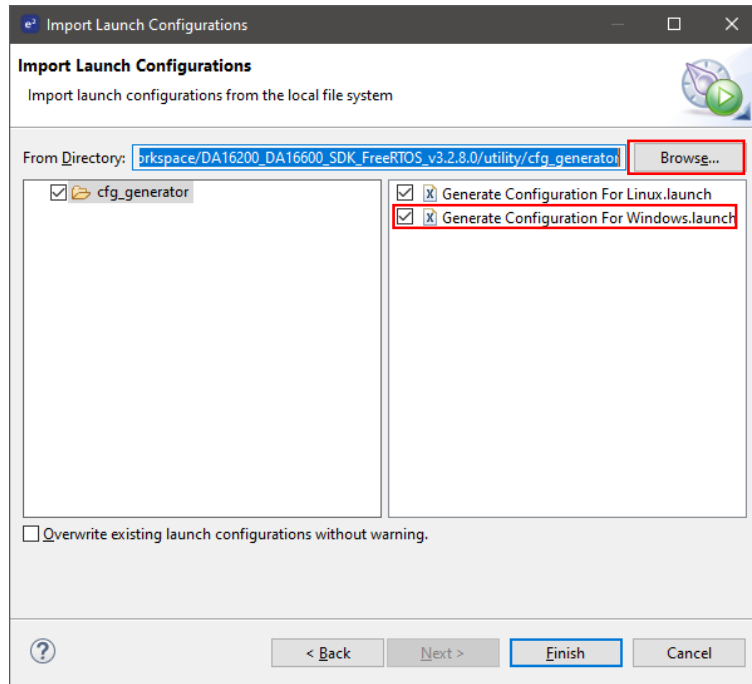 e² Import Launch Configurations
Import Launch Configurations
Import launch configurations from the local file system
From Directory: orkspace/DA16200_DA16600_SDK_FreeRTOS_v3.2.8.0/utility/cfg_generator Browse...
cfg_generator
X Generate Configuration For Linux.launch
X Generate Configuration For Windows.launch
Overwrite existing launch configurations without warning.
? < Back Next > Finish Cancel